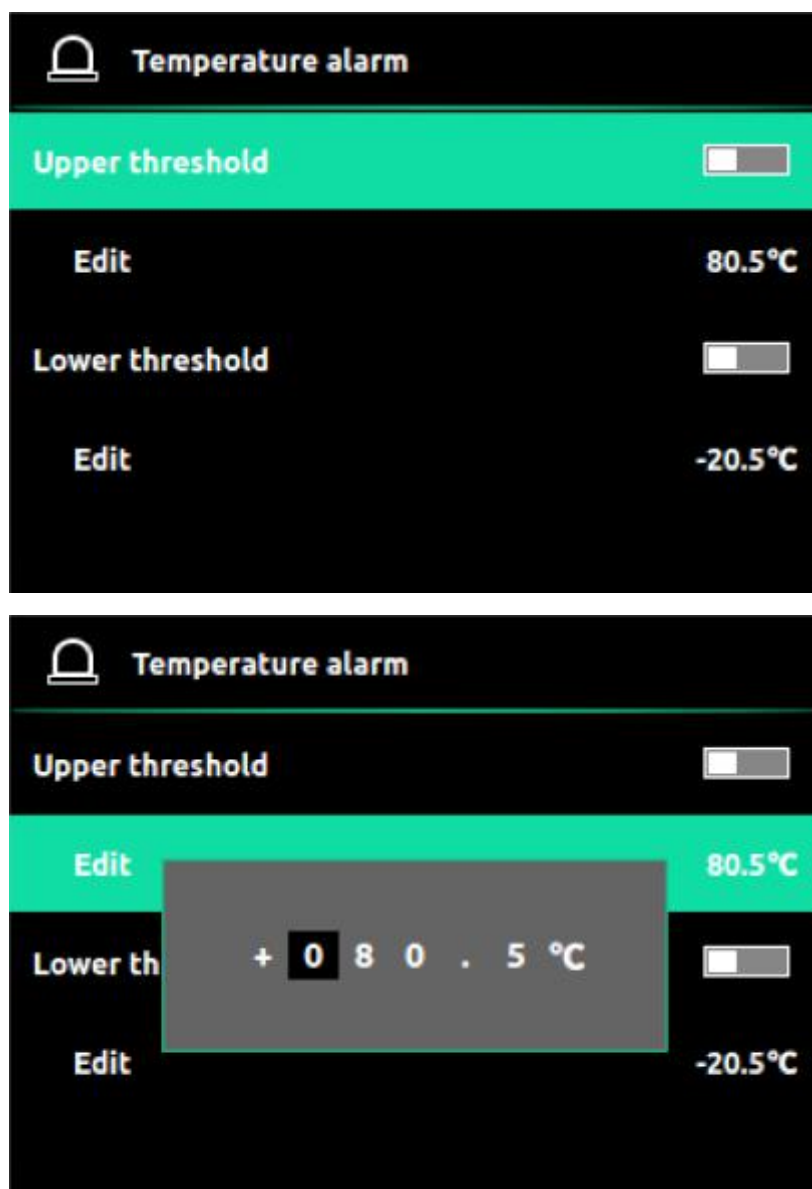 Temperature alarm
Upper threshold
Edit 80.5℃
Lower threshold
Edit -20.5℃
Temperature alarm
Upper threshold
Edit 80.5℃
Lower th
+ 0 8 0 . 5 ℃
Edit -20.5℃